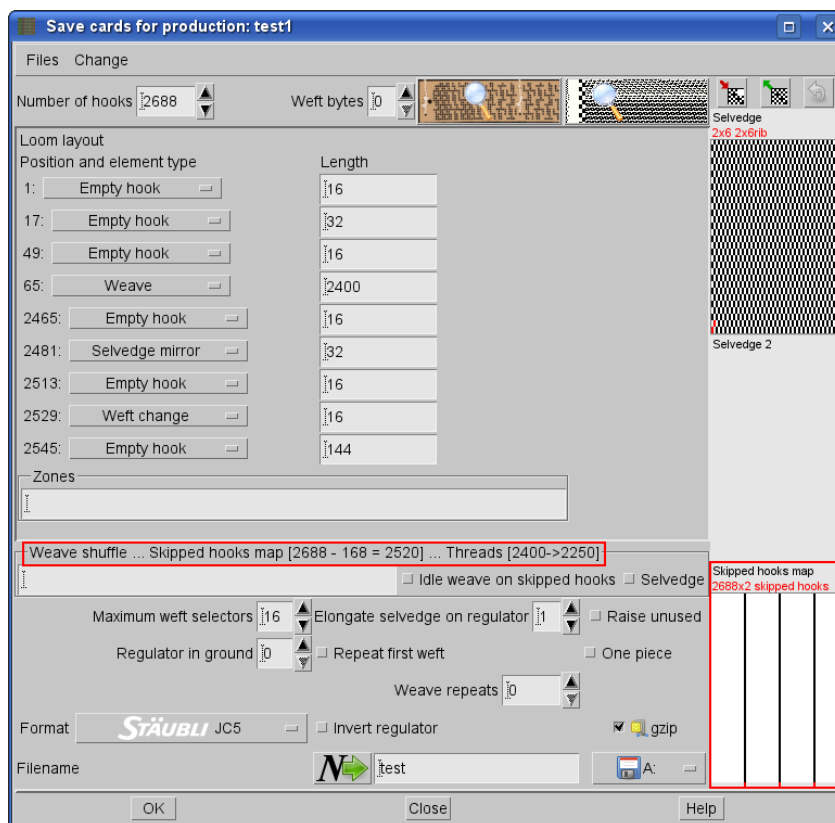 Save cards for production: test1
Files Change
Number of hooks 2688 Weft bytes 0
Selvedge
2x6 2x6rib
Loom layout
Position and element type Length
1: Empty hook 16
17: Empty hook 32
49: Empty hook 16
65: Weave 2400
2465: Empty hook 16
2481: Selvedge mirror 32
Selvedge 2
2513: Empty hook 16
2529: Weft change 16
2545: Empty hook 144
Zones
Weave shuffle ... Skipped hooks map [2688 - 168 = 2520] ... Threads [2400->2250]
Idle weave on skipped hooks Selvedge
Skipped hooks map
2688x2 skipped hooks
Maximum weft selectors 16 Elongate selvedge on regulator 1 Raise unused
Regulator in ground 0 Repeat first weft One piece
Weave repeats 0
Format STÄUBLI JC5 Invert regulator gzip
Filename N test A:
OK Close Help